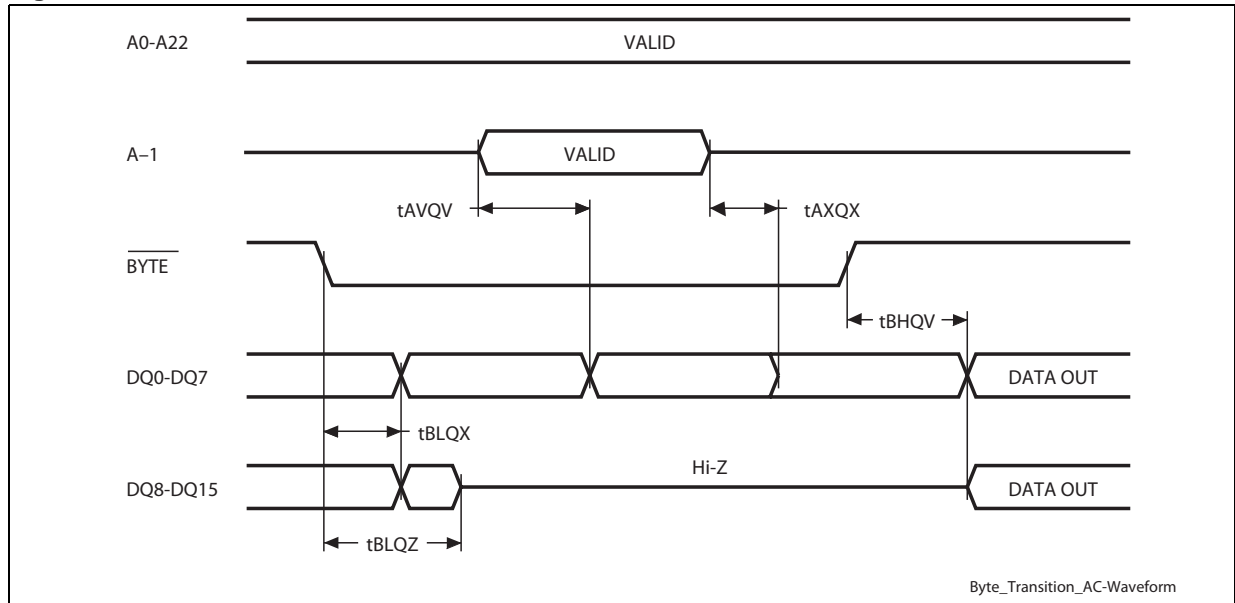 A0-A22 VALID
A–1 VALID
tAVQV tAXQX
BYTE
tBHQV
DQ0-DQ7 DATA OUT
tBLQX
Hi-Z
DQ8-DQ15 DATA OUT
tBLQZ
Byte_Transition_AC-Waveform